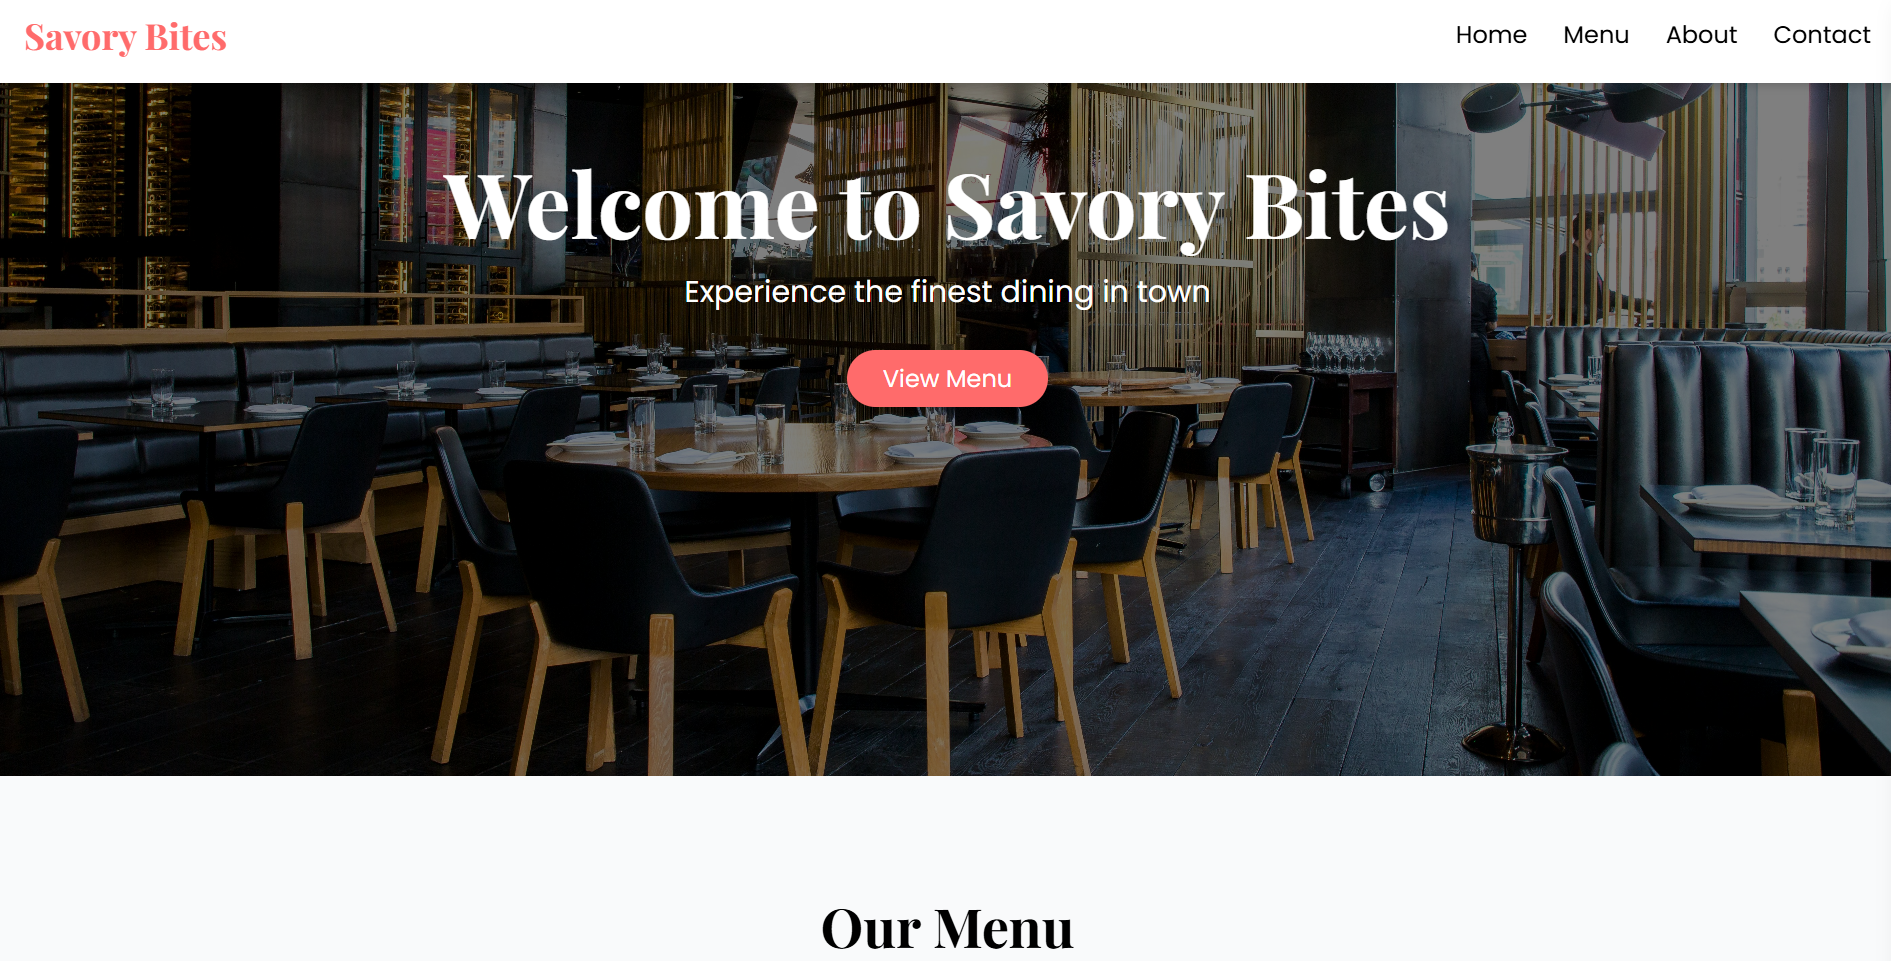 Savory Bites
Home Menu About Contact
Welcome to Savory Bites
Experience the finest dining in town
View Menu
Our Menu